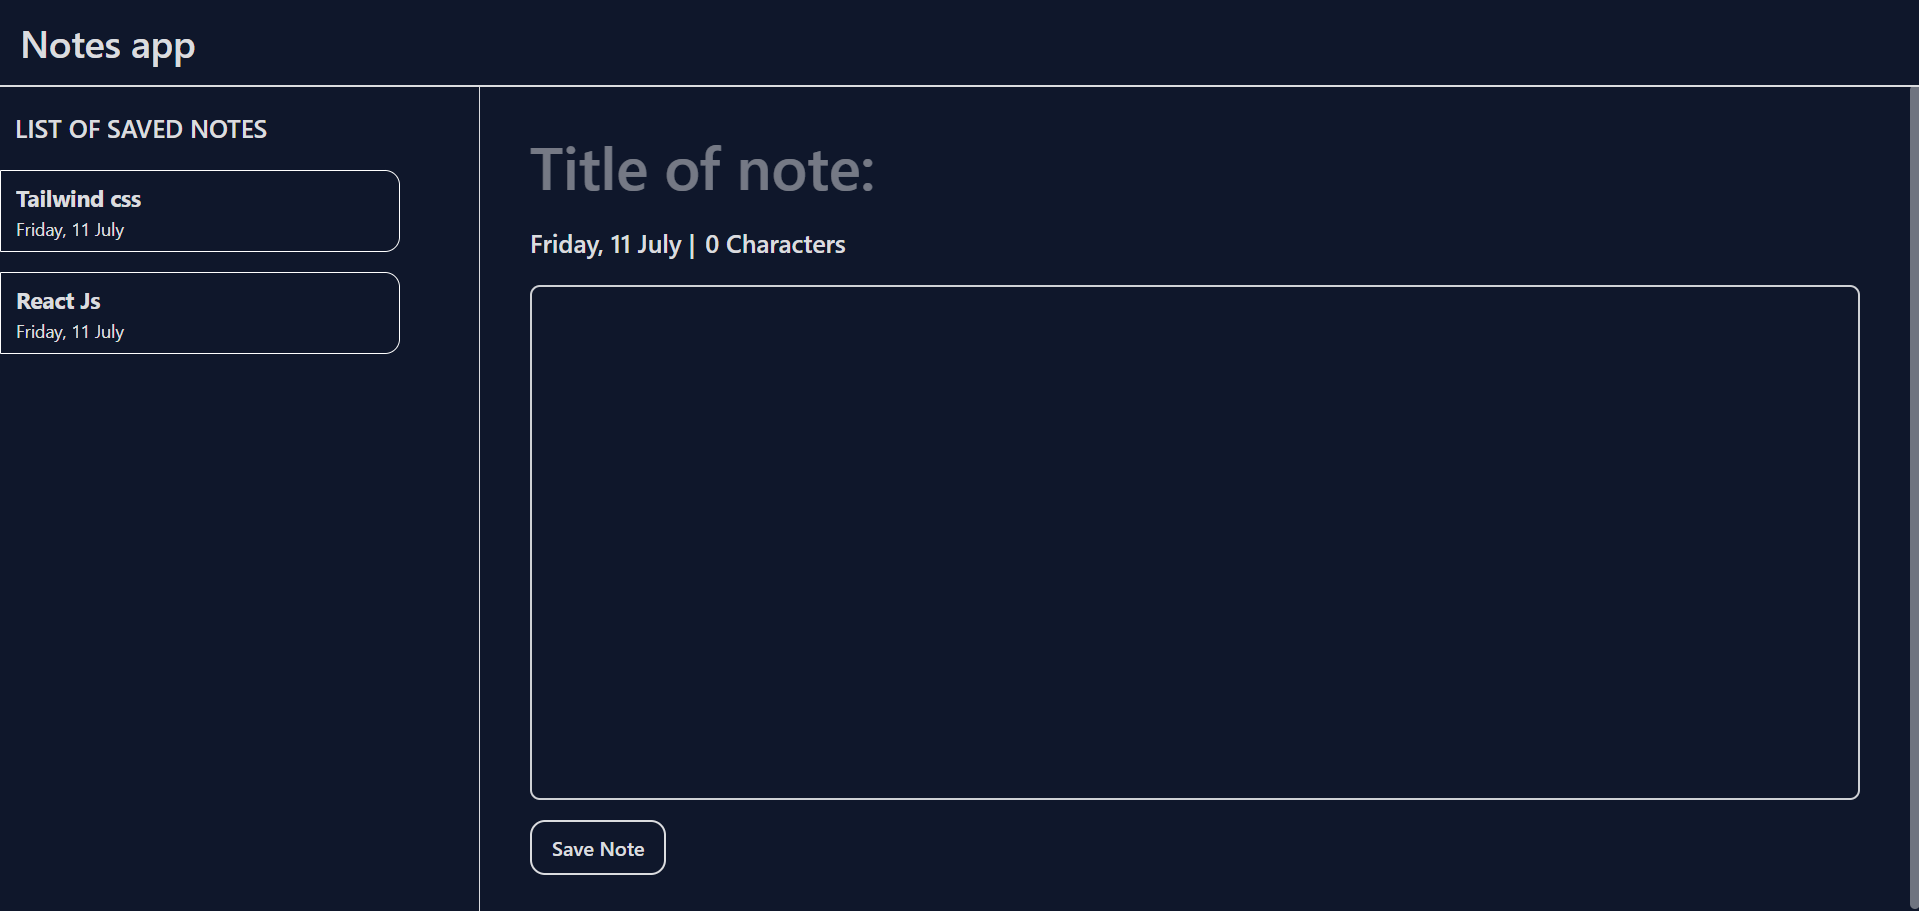 Notes app
LIST OF SAVED NOTES
Tailwind css
Friday, 11 July
React Js
Friday, 11 July
Title of note:
Friday, 11 July | 0 Characters
Save Note